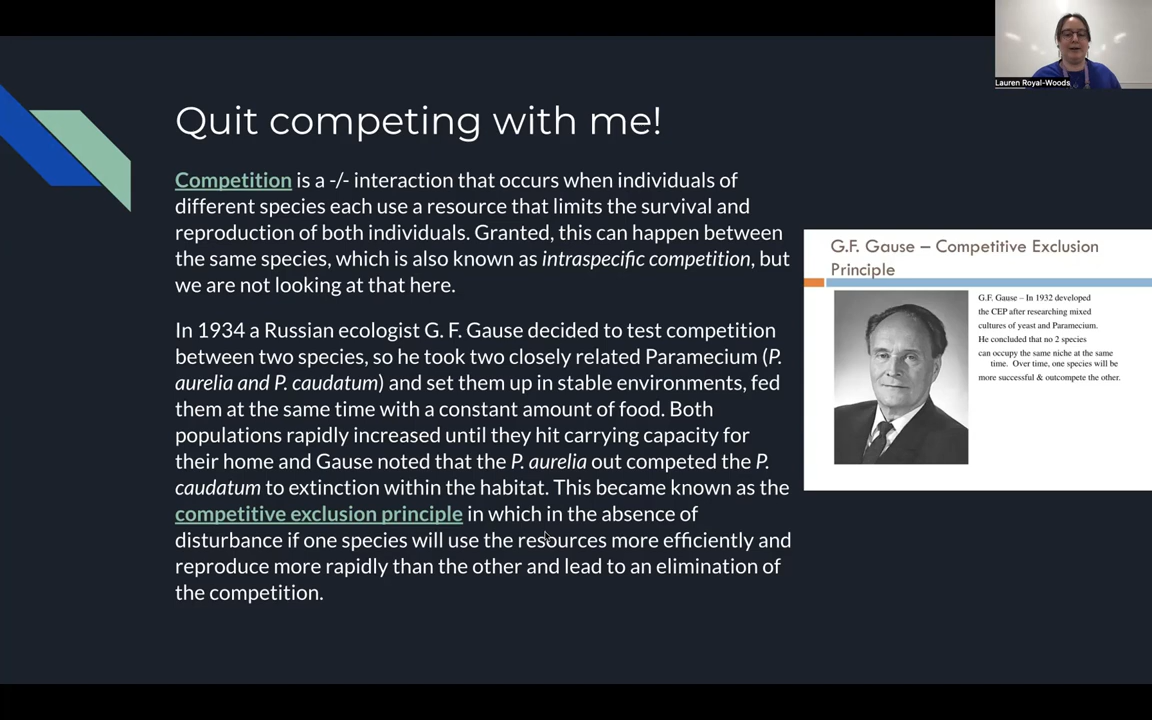 Lauren Royal-Woods
Quit competing with me!
Competition is a -/- interaction that occurs when individuals of
different species each use a resource that limits the survival and
reproduction of both individuals. Granted, this can happen between
the same species, which is also known as intraspecific competition, but
we are not looking at that here.
In 1934 a Russian ecologist G. F. Gause decided to test competition
between two species, so he took two closely related Paramecium (P.
aurelia and P. caudatum) and set them up in stable environments, fed
them at the same time with a constant amount of food. Both
populations rapidly increased until they hit carrying capacity for
their home and Gause noted that the P. aurelia out competed the P.
caudatum to extinction within the habitat. This became known as the
competitive exclusion principle in which in the absence of
disturbance if one species will use the resources more efficiently and
reproduce more rapidly than the other and lead to an elimination of
the competition.
G.F. Gause – Competitive Exclusion
Principle
G.F. Gause – In 1932 developed
the CEP after researching mixed
cultures of yeast and Paramecium.
He concluded that no 2 species
can occupy the same niche at the same
time. Over time, one species will be
more successful & outcompete the other.